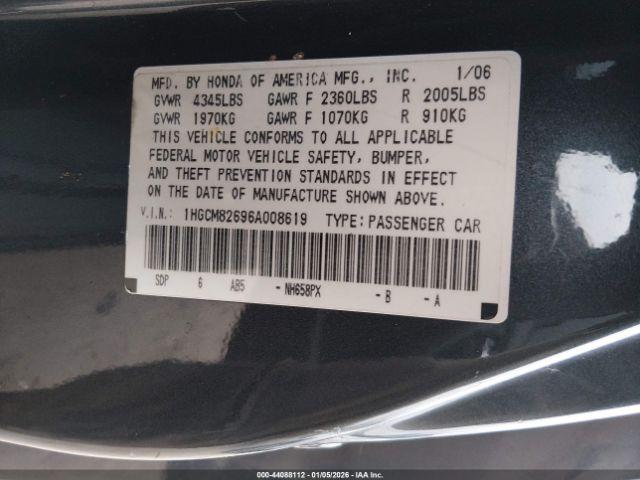 MFD. BY HONDA OF AMERICA MFG., INC. 1/06
GVWR 4345LBS GAWR F 2360LBS R 2005LBS
GVWR 1970KG GAWR F 1070KG R 910KG
THIS VEHICLE CONFORMS TO ALL APPLICABLE
FEDERAL MOTOR VEHICLE SAFETY, BUMPER,
AND THEFT PREVENTION STANDARDS IN EFFECT
ON THE DATE OF MANUFACTURE SHOWN ABOVE.
V.I.N.: 1HGCM82696A008619 TYPE: PASSENGER CAR
SDP 6 AB5 -NH658PX -B -A
000-44088112 — 01/05/2026 — IAA Inc.